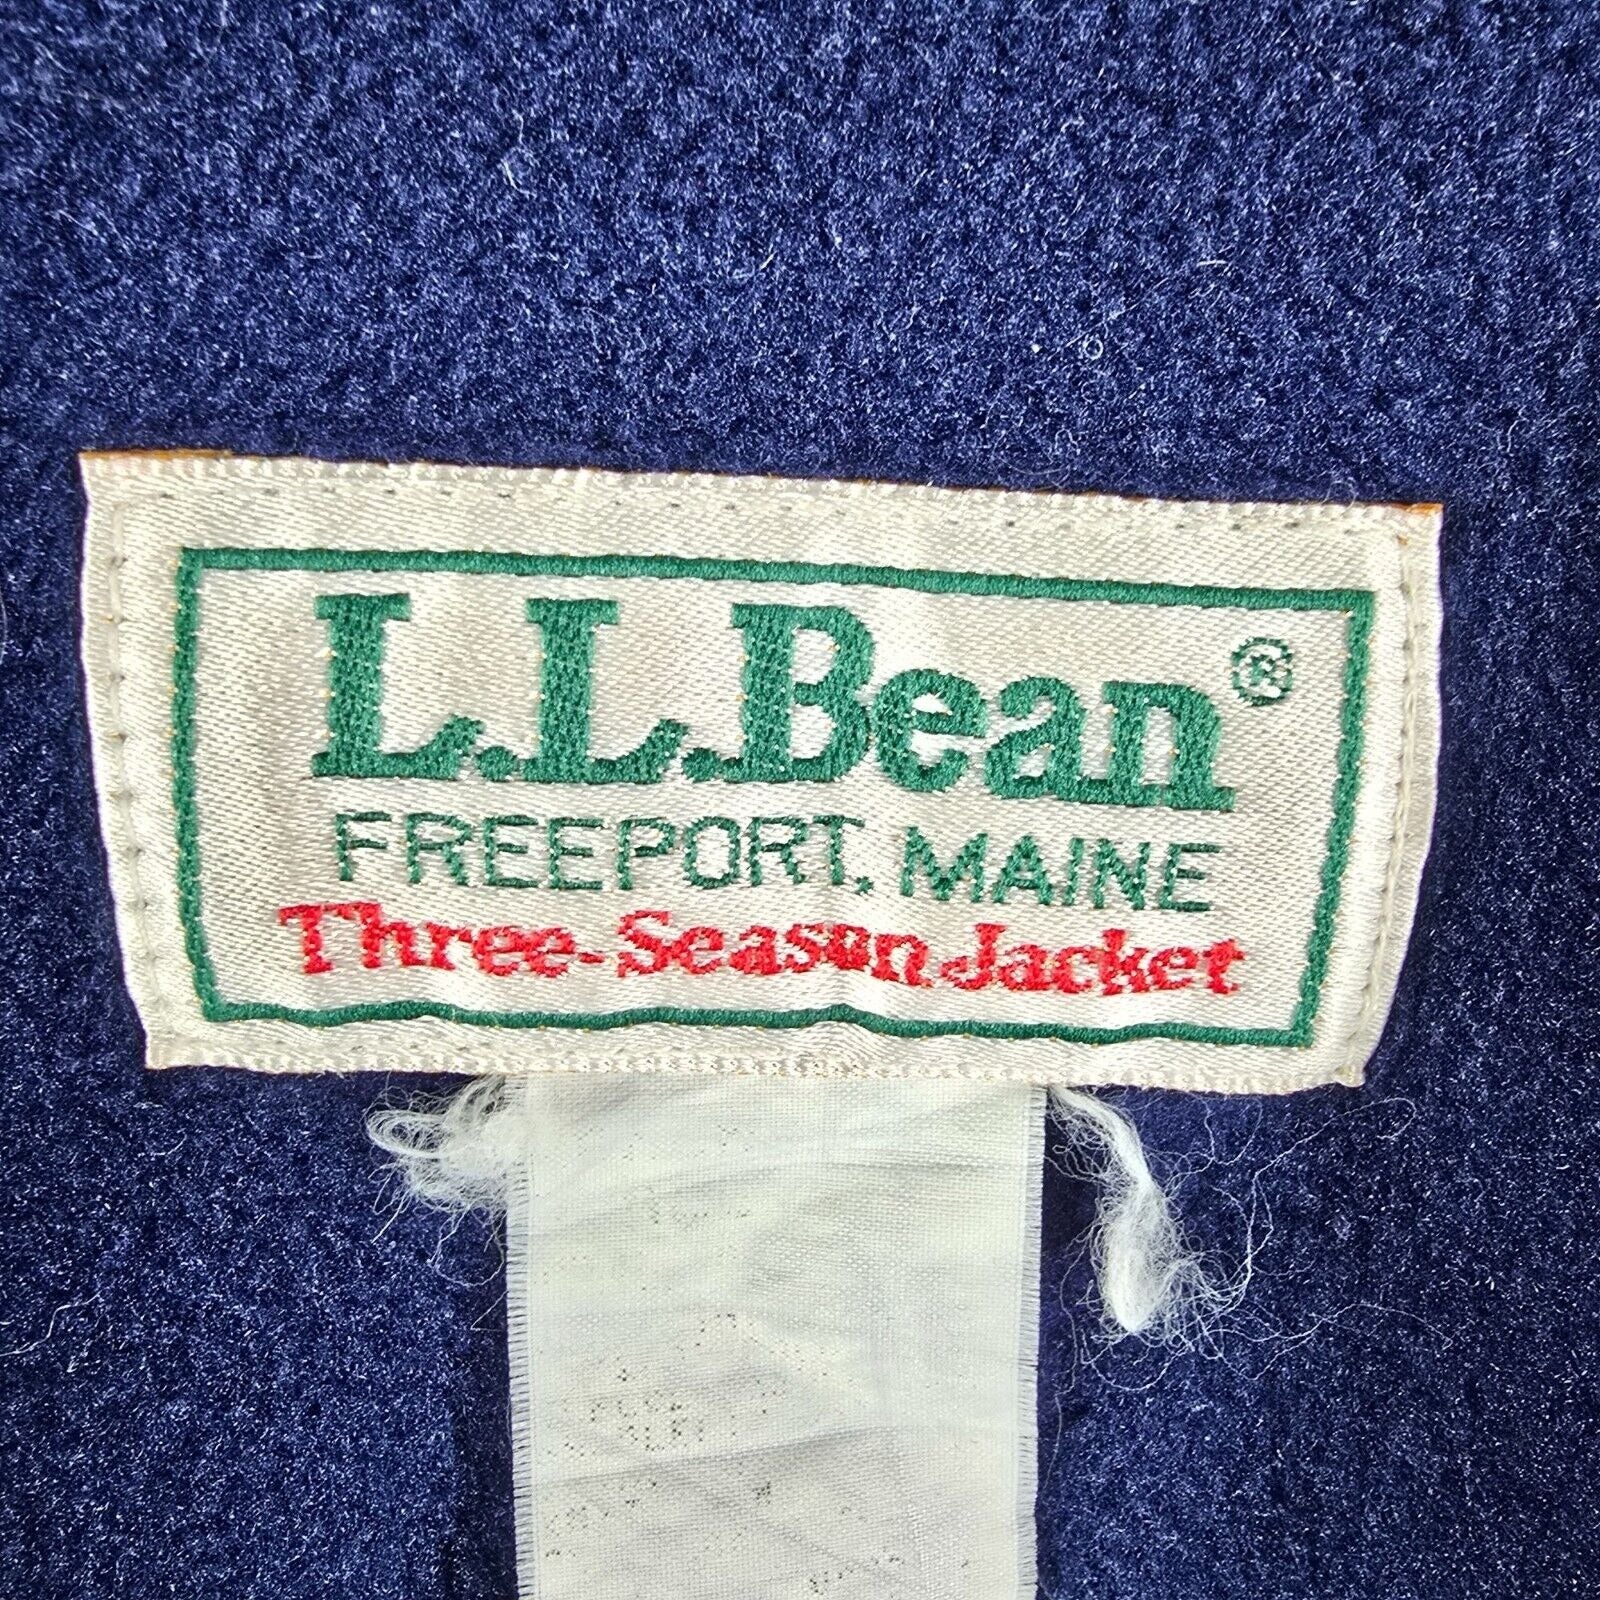 L.L.Bean®
FREEPORT, MAINE
Three-Season Jacket